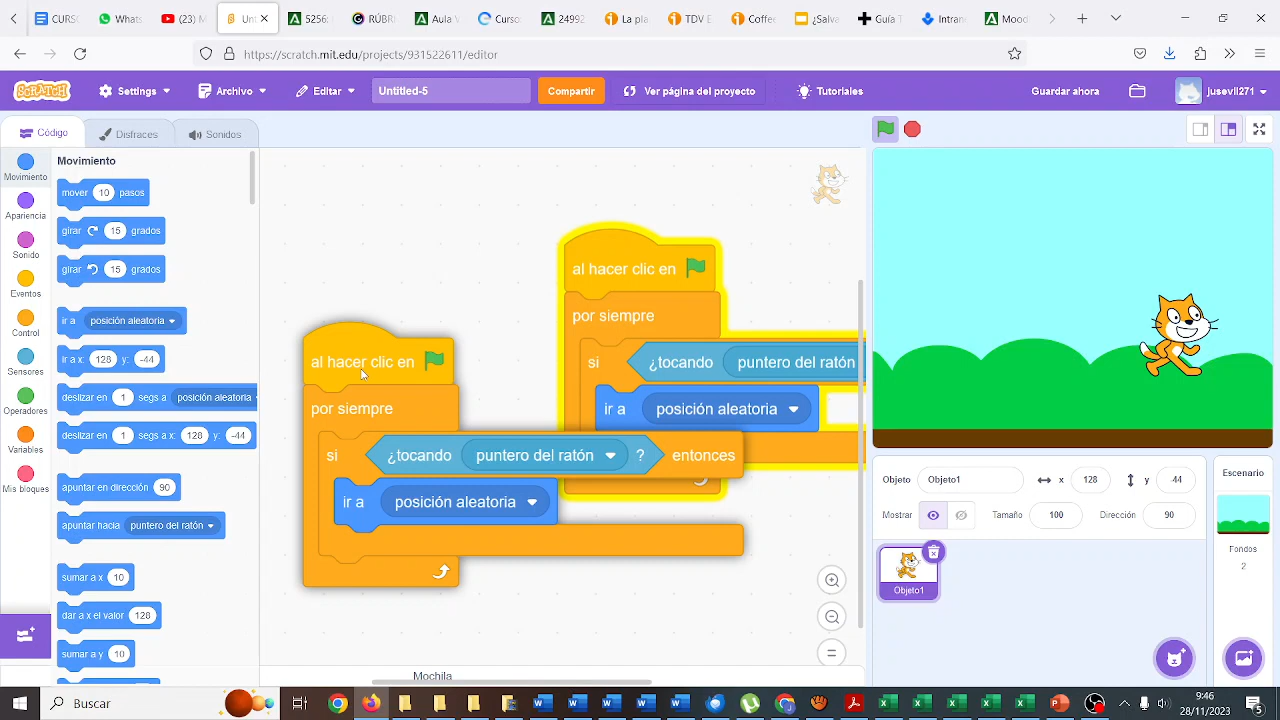 CURS
Whats
(23) M
Unt
5256
RÚBR
Aula V
Curso
24992
La pla
TDV E
Coffee
¿Salva
Guía T
Intran
Mood
https://scratch.mit.edu/projects/931522611/editor
SCRATCH
Settings
Archivo
Editar
Untitled-5
Compartir
Ver página del proyecto
Tutoriales
Guardar ahora
Jusevil271
Código
Disfraces
Sonidos
Movimiento
Apariencia
Sonido
Eventos
Control
Sensores
Operadores
Variables
Mis bloques
Movimiento
mover 10 pasos
girar 15 grados
girar 15 grados
ir a posición aleatoria
ir a x: 128 y: -44
deslizar en 1 segs a posición aleatoria
deslizar en 1 segs a x: 128 y: -44
apuntar en dirección 90
apuntar hacia puntero del ratón
sumar a x 10
dar a x el valor 128
sumar a y 10
al hacer clic en
por siempre
si ¿tocando puntero del ratón
ir a posición aleatoria
al hacer clic en
por siempre
si ¿tocando puntero del ratón ? entonces
ir a posición aleatoria
Mochila
Objeto Objeto1 x 128 y -44
Mostrar Tamaño 100 Dirección 90
Objeto1
Escenario
Fondos
2
Buscar
9:46
28/11/2023
5